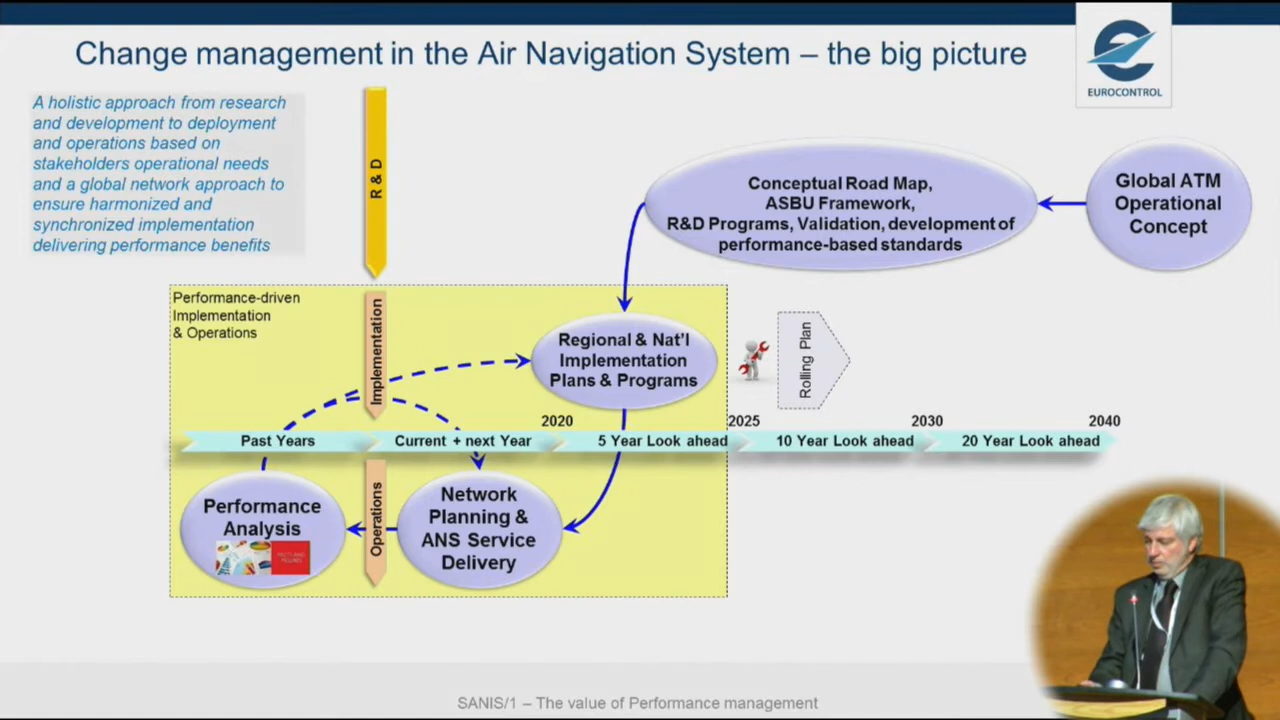 Change management in the Air Navigation System – the big picture
EUROCONTROL
A holistic approach from research
and development to deployment
and operations based on
stakeholders operational needs
and a global network approach to
ensure harmonized and
synchronized implementation
delivering performance benefits
R & D
Conceptual Road Map,
ASBU Framework,
R&D Programs, Validation, development of
performance-based standards
Global ATM
Operational
Concept
Performance-driven
Implementation
& Operations
Implementation
Regional & Nat'l
Implementation
Plans & Programs
Rolling Plan
2020
2025
2030
2040
Past Years
Current + next Year
5 Year Look ahead
10 Year Look ahead
20 Year Look ahead
Performance
Analysis
Operations
Network
Planning &
ANS Service
Delivery
SANIS/1 – The value of Performance management